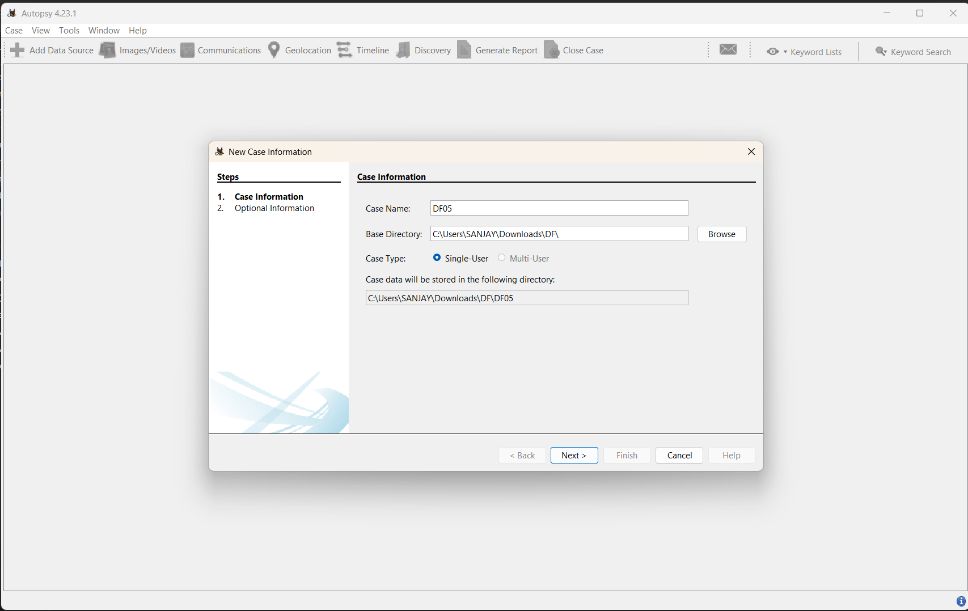 Autopsy 4.23.1
Case View Tools Window Help
Add Data Source Images/Videos Communications Geolocation Timeline Discovery Generate Report Close Case Keyword Lists Keyword Search
New Case Information
Steps
1. Case Information
2. Optional Information
Case Information
Case Name: DF05
Base Directory: C:\Users\SANJAY\Downloads\DF\ Browse
Case Type: Single-User Multi-User
Case data will be stored in the following directory:
C:\Users\SANJAY\Downloads\DF\DF05
< Back Next > Finish Cancel Help